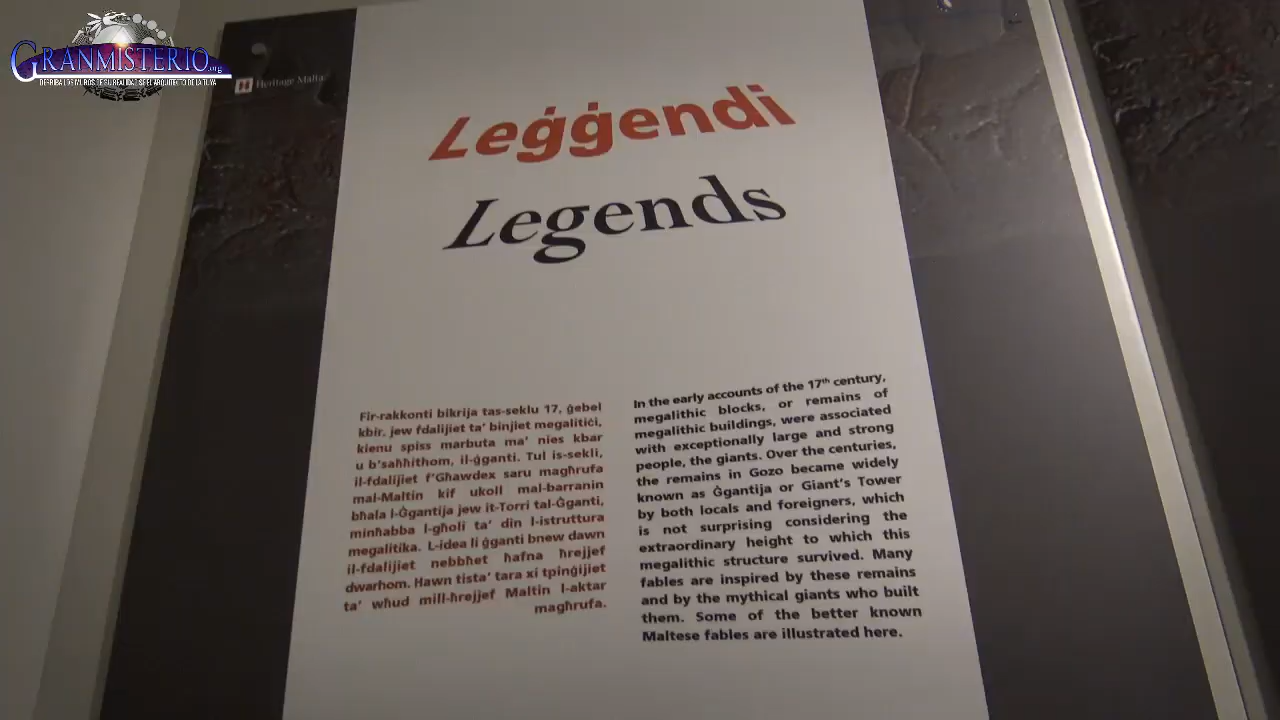 GRANMISTERIO.org
Heritage Malta
Leġġendi
Legends
Fir-rakkonti bikrija tas-seklu 17, ġebel
kbir, jew fdalijiet ta' binjiet megalitiċi,
kienu spiss marbuta ma' nies kbar
u b'saħħithom, il-ġganti. Tul is-sekli,
il-fdalijiet f'Għawdex saru magħrufa
mal-Maltin kif ukoll mal-barranin
bħala l-Ġgantija jew it-Torri tal-Ġganti,
minħabba l-għoli ta' din l-istruttura
megalitika. L-idea li ġganti bnew dawn
il-fdalijiet nebbħet ħafna ħrejjef
dwarhom. Hawn tista' tara xi tpinġijiet
ta' wħud mill-ħrejjef Maltin l-aktar
magħrufa.
In the early accounts of the 17th century,
megalithic blocks, or remains of
megalithic buildings, were associated
with exceptionally large and strong
people, the giants. Over the centuries,
the remains in Gozo became widely
known as Ġgantija or Giant's Tower
by both locals and foreigners, which
is not surprising considering the
extraordinary height to which this
megalithic structure survived. Many
fables are inspired by these remains
and by the mythical giants who built
them. Some of the better known
Maltese fables are illustrated here.